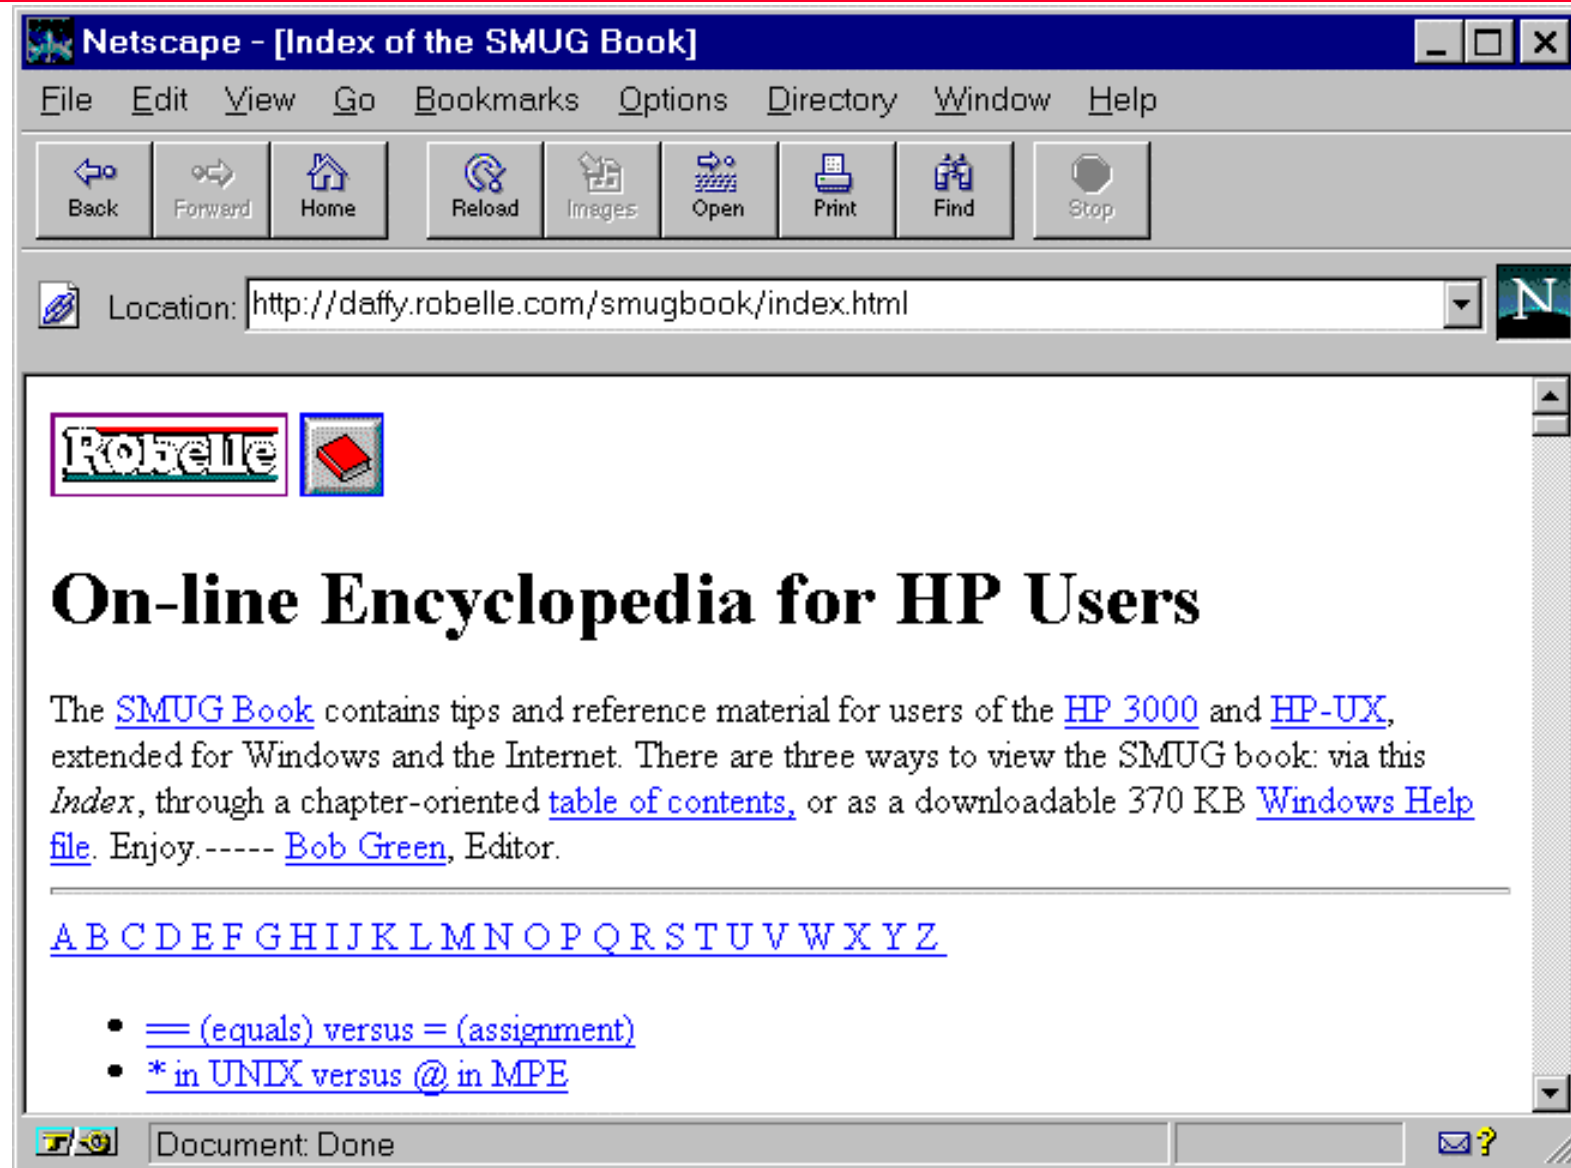 Netscape - [Index of the SMUG Book]
File Edit View Go Bookmarks Options Directory Window Help
Back Forward Home Reload Images Open Print Find Stop
Location: http://daffy.robelle.com/smugbook/index.html
N
Robelle
On-line Encyclopedia for HP Users
The SMUG Book contains tips and reference material for users of the HP 3000 and HP-UX,
extended for Windows and the Internet. There are three ways to view the SMUG book: via this
Index, through a chapter-oriented table of contents, or as a downloadable 370 KB Windows Help
file. Enjoy.----- Bob Green, Editor.
A B C D E F G H I J K L M N O P Q R S T U V W X Y Z
• == (equals) versus = (assignment)
• * in UNIX versus @ in MPE
Document: Done
?